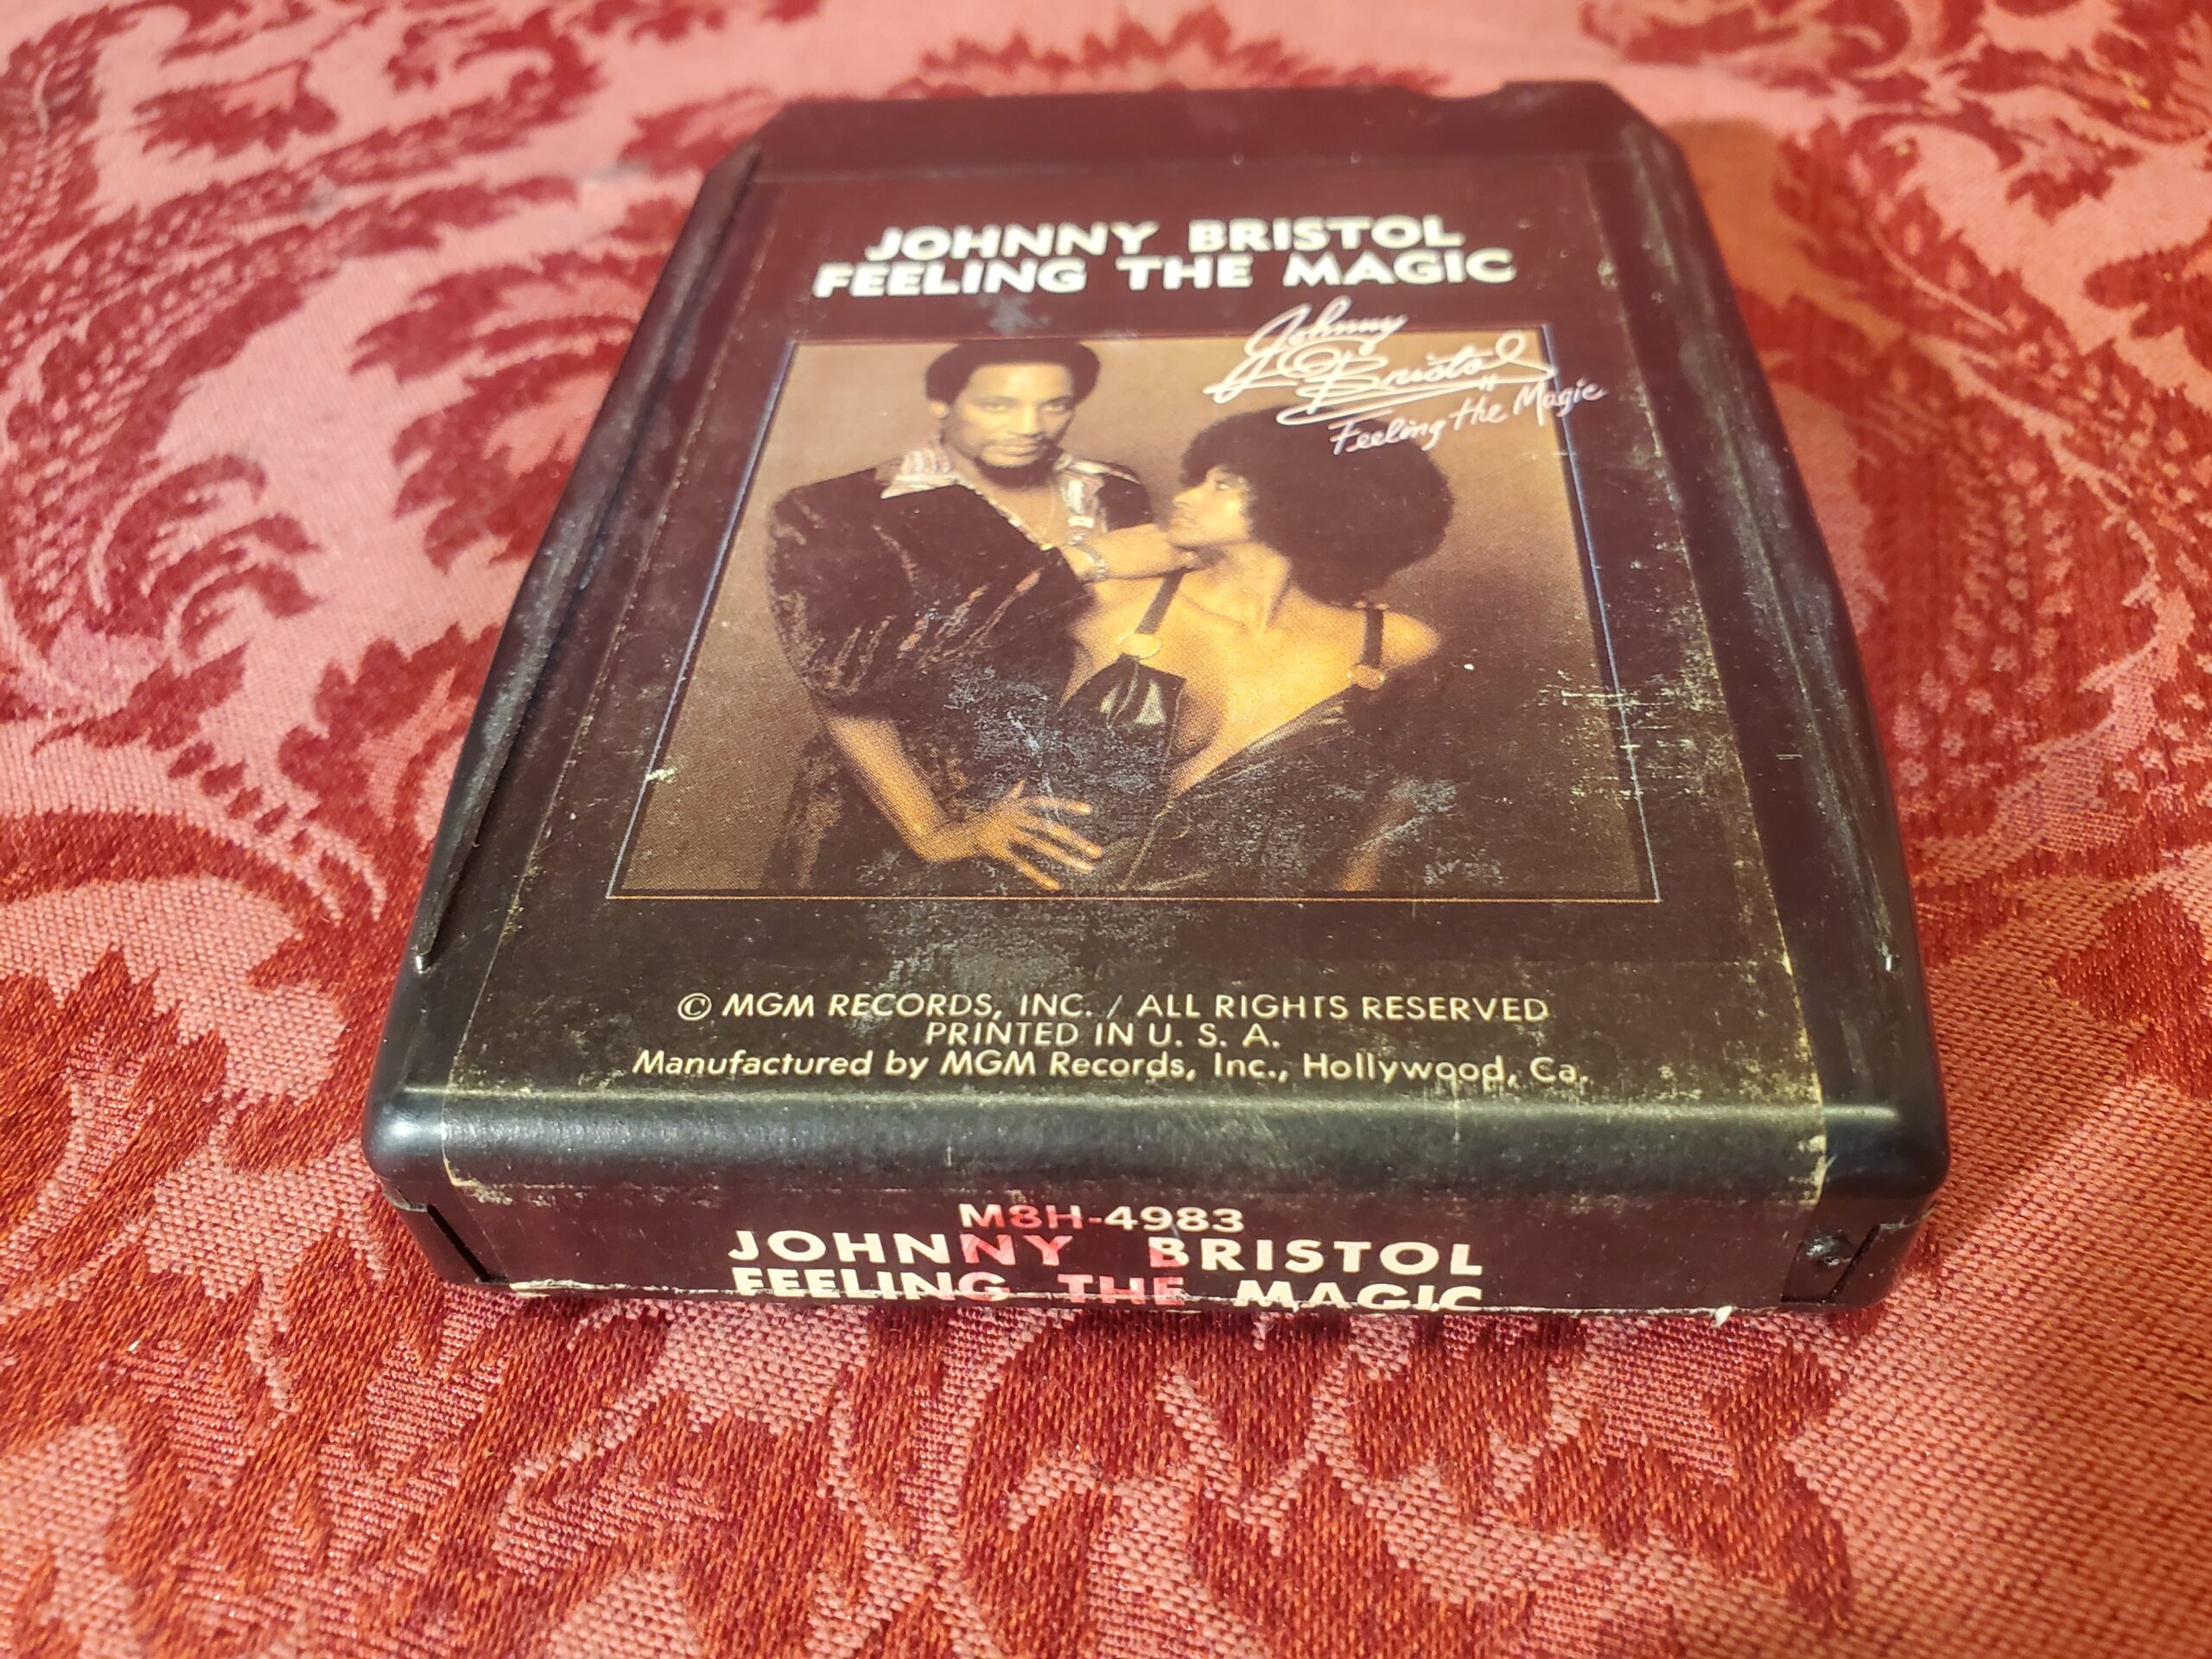 JOHNNY BRISTOL
FEELING THE MAGIC
Johnny
Bristol
Feeling the Magic
© MGM RECORDS, INC. / ALL RIGHTS RESERVED
PRINTED IN U. S. A.
Manufactured by MGM Records, Inc., Hollywood, Ca.
M8H-4983
JOHNNY BRISTOL
FEELING THE MAGIC